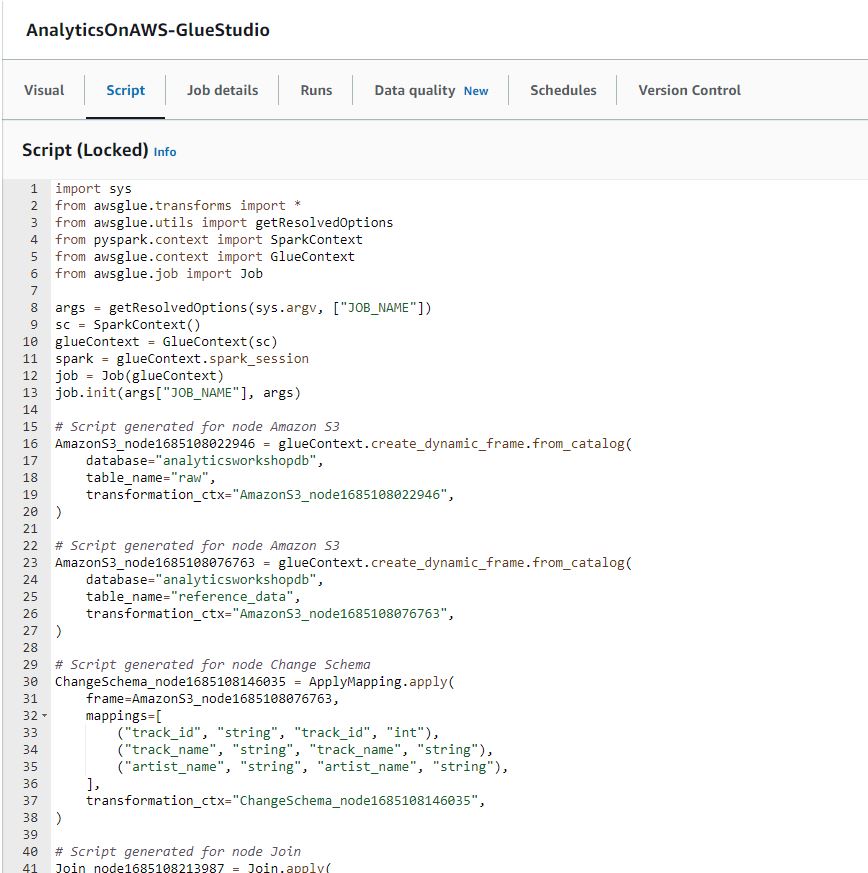 AnalyticsOnAWS-GlueStudio
Visual Script Job details Runs Data quality New Schedules Version Control
Script (Locked) Info
1 import sys
2 from awsglue.transforms import *
3 from awsglue.utils import getResolvedOptions
4 from pyspark.context import SparkContext
5 from awsglue.context import GlueContext
6 from awsglue.job import Job
7
8 args = getResolvedOptions(sys.argv, ["JOB_NAME"])
9 sc = SparkContext()
10 glueContext = GlueContext(sc)
11 spark = glueContext.spark_session
12 job = Job(glueContext)
13 job.init(args["JOB_NAME"], args)
14
15 # Script generated for node Amazon S3
16 AmazonS3_node1685108022946 = glueContext.create_dynamic_frame.from_catalog(
17     database="analyticsworkshopdb",
18     table_name="raw",
19     transformation_ctx="AmazonS3_node1685108022946",
20 )
21
22 # Script generated for node Amazon S3
23 AmazonS3_node1685108076763 = glueContext.create_dynamic_frame.from_catalog(
24     database="analyticsworkshopdb",
25     table_name="reference_data",
26     transformation_ctx="AmazonS3_node1685108076763",
27 )
28
29 # Script generated for node Change Schema
30 ChangeSchema_node1685108146035 = ApplyMapping.apply(
31     frame=AmazonS3_node1685108076763,
32     mappings=[
33         ("track_id", "string", "track_id", "int"),
34         ("track_name", "string", "track_name", "string"),
35         ("artist_name", "string", "artist_name", "string"),
36     ],
37     transformation_ctx="ChangeSchema_node1685108146035",
38 )
39
40 # Script generated for node Join
41 Join_node1685108213987 = Join.apply(